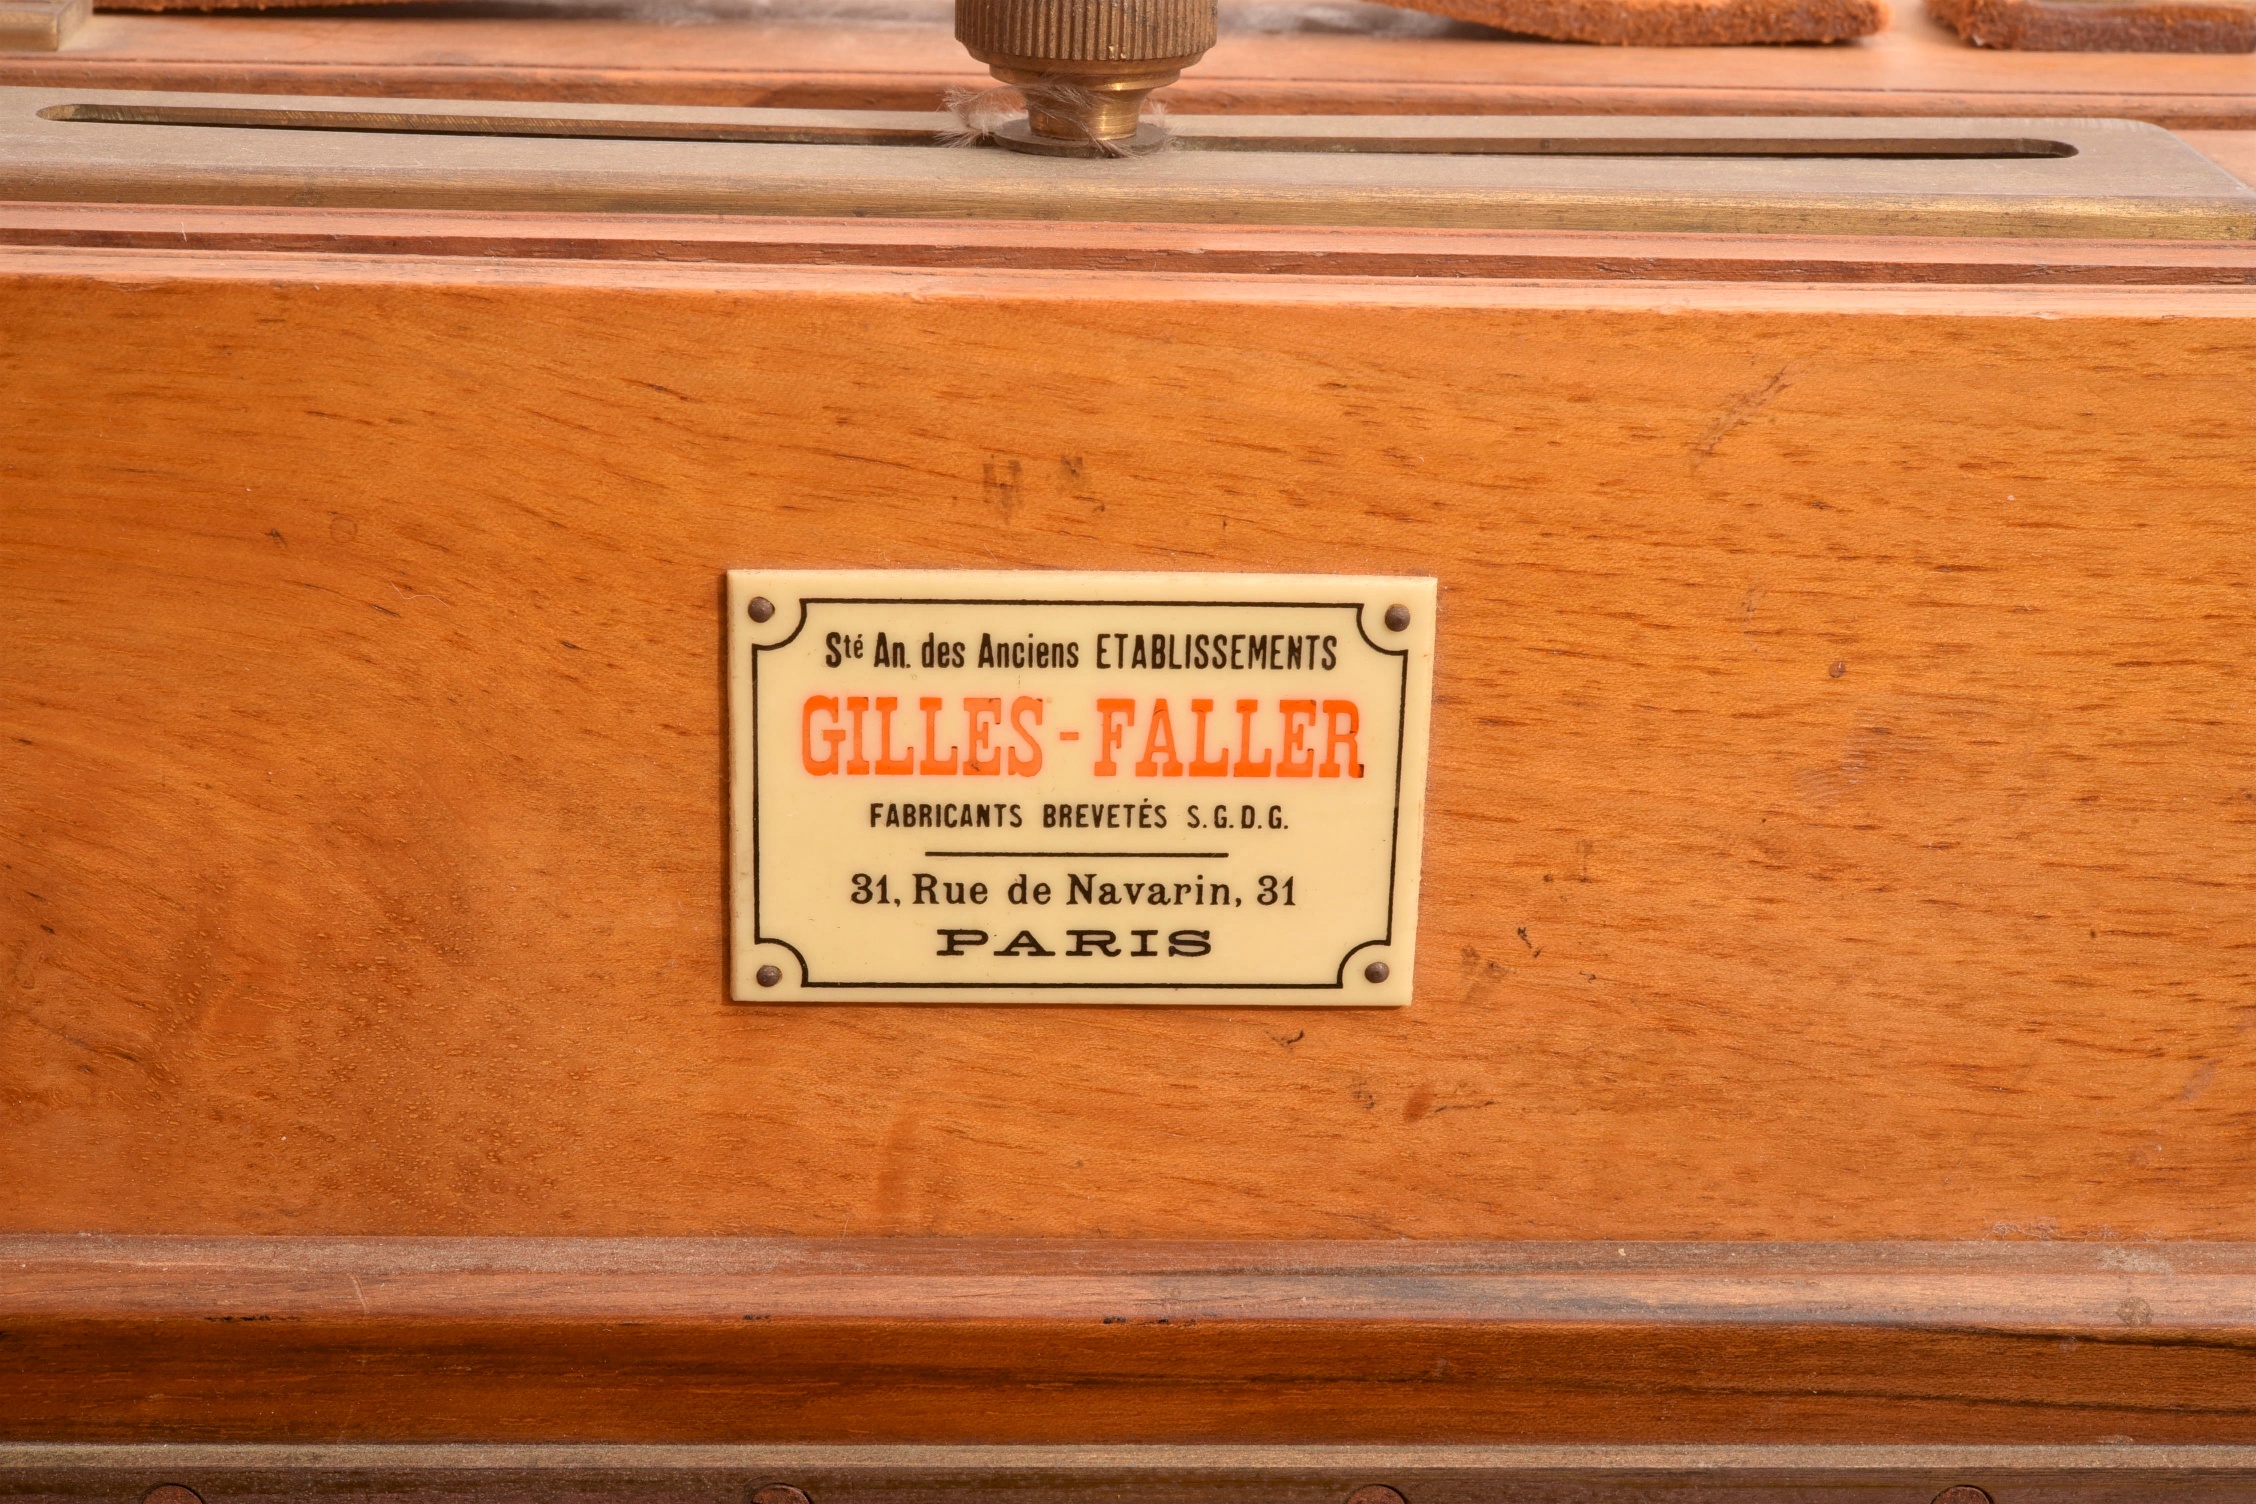 Sté An. des Anciens ETABLISSEMENTS
GILLES-FALLER
FABRICANTS BREVETÉS S.G.D.G.
31, Rue de Navarin, 31
PARIS